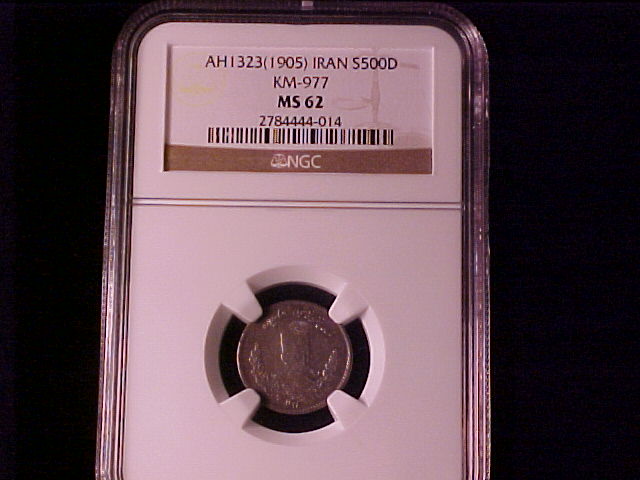 AH1323(1905) IRAN S500D
KM-977
MS 62
2784444-014
NGC